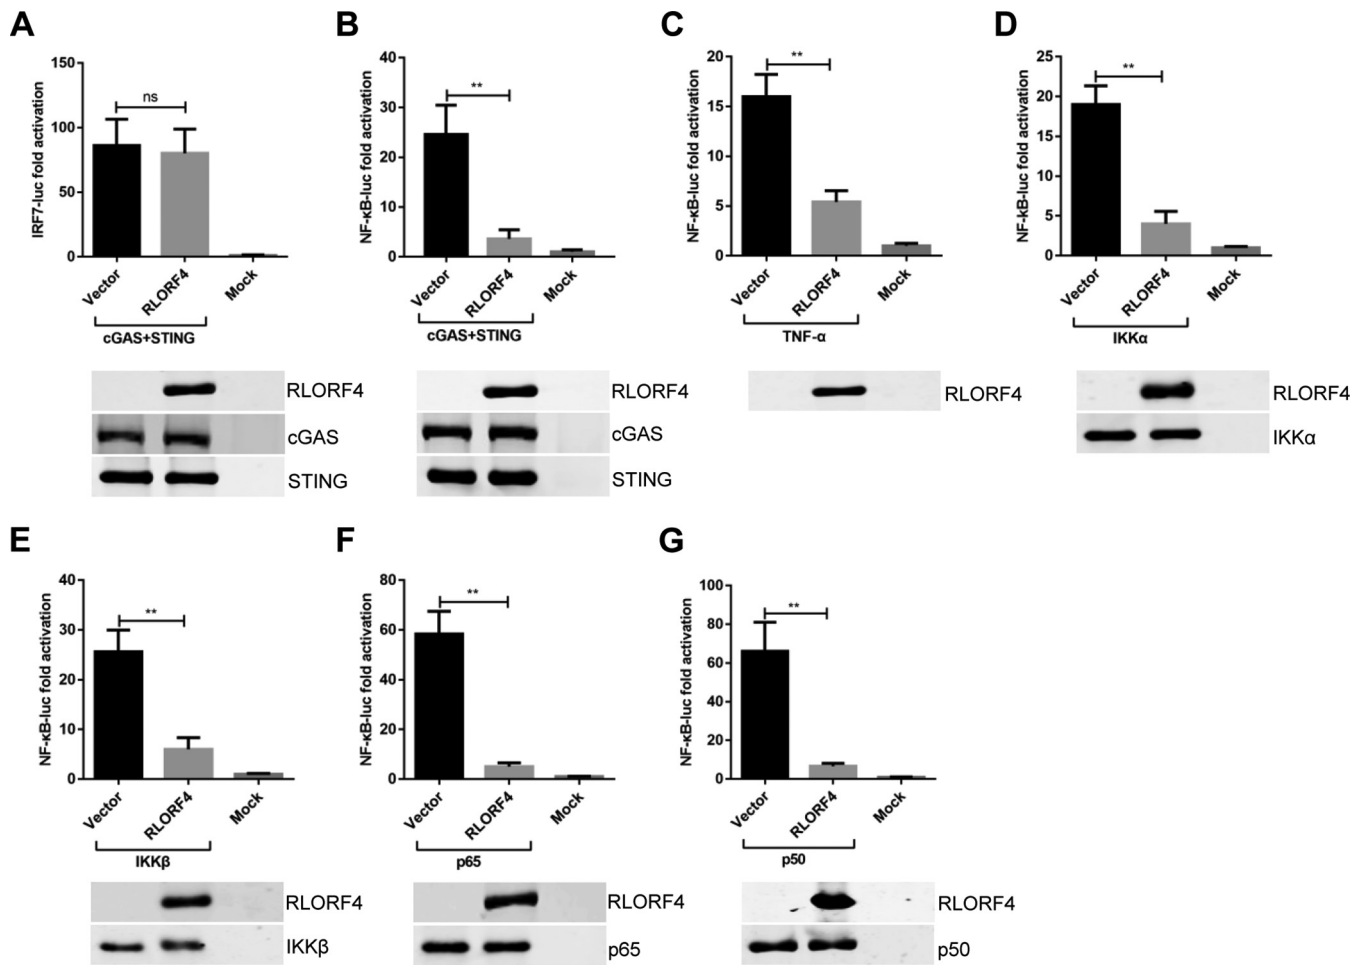 A
IRF7-luc fold activation
150
100
50
0
ns
Vector
RLORF4
Mock
cGAS+STING
RLORF4
cGAS
STING
B
NF-κB-luc fold activation
40
30
20
10
0
**
Vector
RLORF4
Mock
cGAS+STING
RLORF4
cGAS
STING
C
NF-κB-luc fold activation
20
15
10
5
0
**
Vector
RLORF4
Mock
TNF-α
RLORF4
D
NF-kB-luc fold activation
25
20
15
10
5
0
**
Vector
RLORF4
Mock
IKKα
RLORF4
IKKα
E
NF-κB-luc fold activation
40
30
20
10
0
**
Vector
RLORF4
Mock
IKKβ
RLORF4
IKKβ
F
NF-κB-luc fold activation
80
60
40
20
0
**
Vector
RLORF4
Mock
p65
RLORF4
p65
G
NF-κB-luc fold activation
100
80
60
40
20
0
**
Vector
RLORF4
Mock
p50
RLORF4
p50